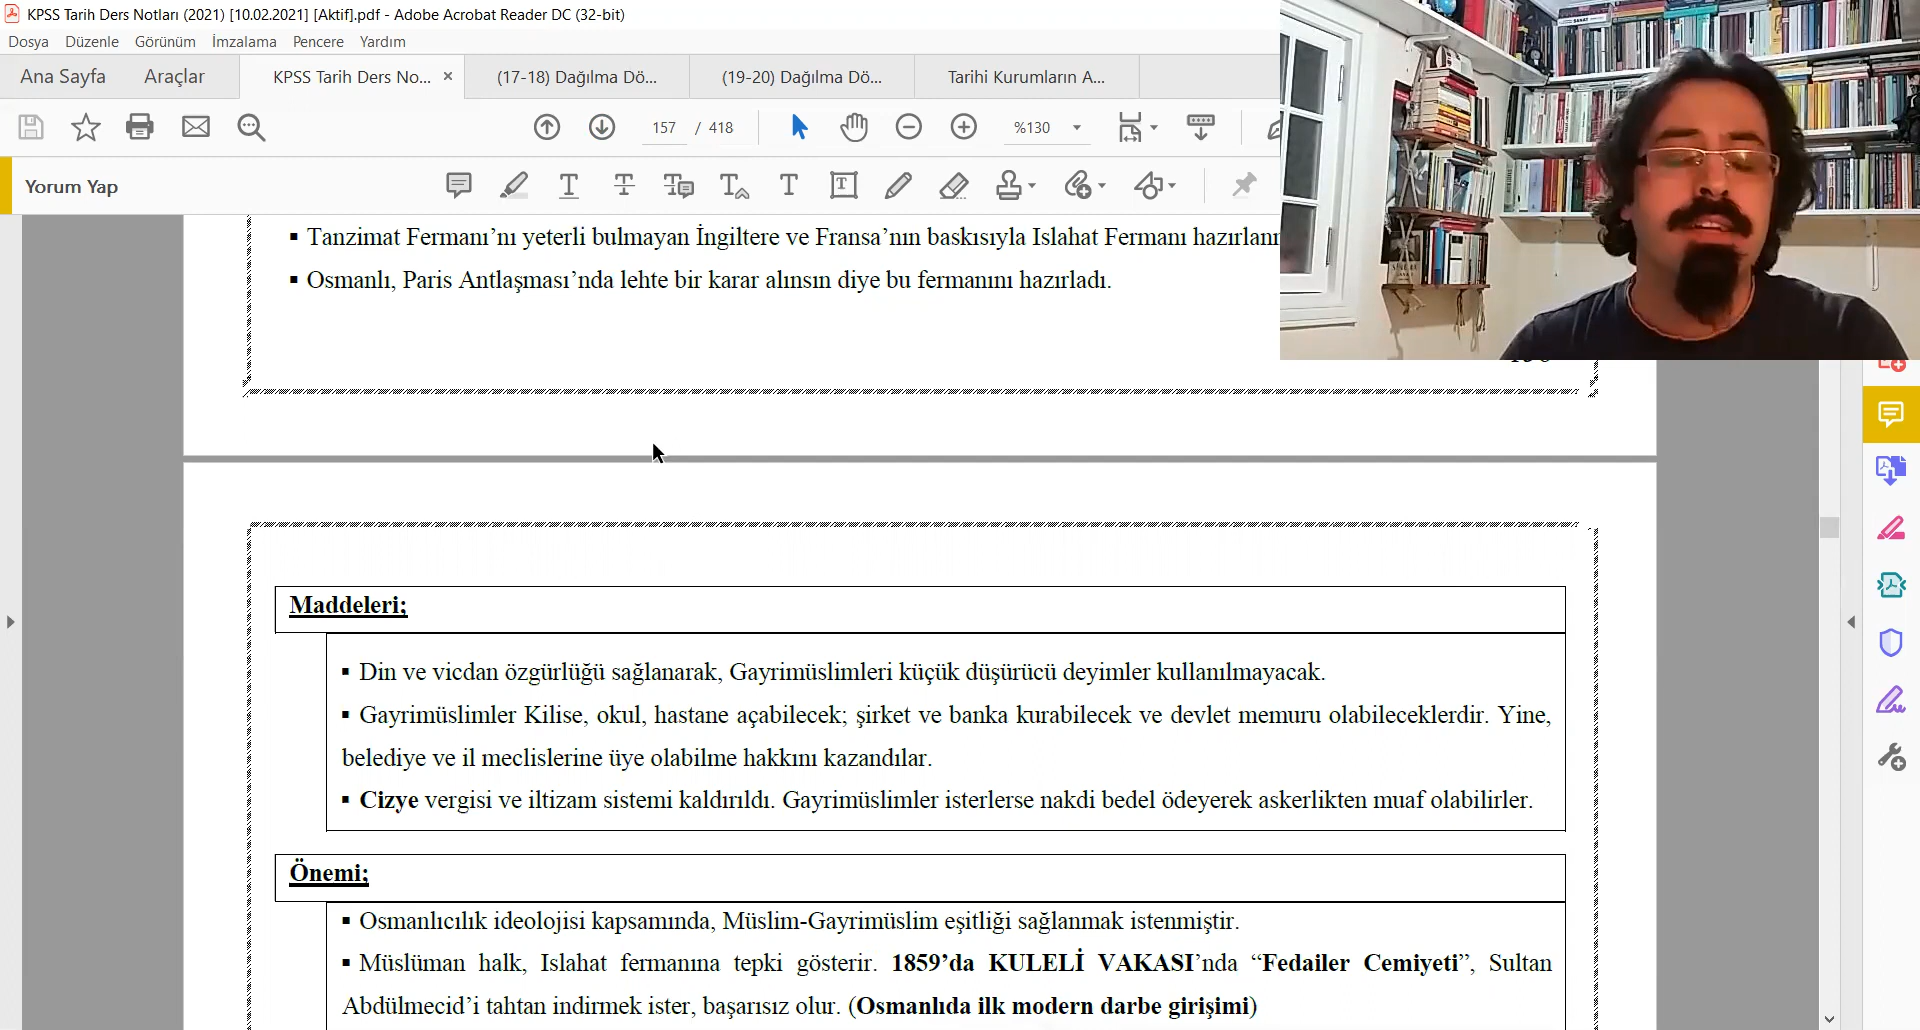 KPSS Tarih Ders Notları (2021) [10.02.2021] [Aktif].pdf - Adobe Acrobat Reader DC (32-bit)
Dosya Düzenle Görünüm İmzalama Pencere Yardım
Ana Sayfa Araçlar KPSS Tarih Ders No... × (17-18) Dağılma Dö... (19-20) Dağılma Dö... Tarihi Kurumların A...
157 / 418 %130
Yorum Yap
▪ Tanzimat Fermanı’nı yeterli bulmayan İngiltere ve Fransa’nın baskısıyla Islahat Fermanı
▪ Osmanlı, Paris Antlaşması’nda lehte bir karar alınsın diye bu fermanını hazırladı.
Maddeleri;
▪ Din ve vicdan özgürlüğü sağlanarak, Gayrimüslimleri küçük düşürücü deyimler kullanılmayacak.
▪ Gayrimüslimler Kilise, okul, hastane açabilecek; şirket ve banka kurabilecek ve devlet memuru olabileceklerdir. Yine,
belediye ve il meclislerine üye olabilme hakkını kazandılar.
▪ Cizye vergisi ve iltizam sistemi kaldırıldı. Gayrimüslimler isterlerse nakdi bedel ödeyerek askerlikten muaf olabilirler.
Önemi;
▪ Osmanlıcılık ideolojisi kapsamında, Müslim-Gayrimüslim eşitliği sağlanmak istenmiştir.
▪ Müslüman halk, Islahat fermanına tepki gösterir. 1859’da KULELİ VAKASI’nda “Fedailer Cemiyeti”, Sultan
Abdülmecid’i tahtan indirmek ister, başarısız olur. (Osmanlıda ilk modern darbe girişimi)